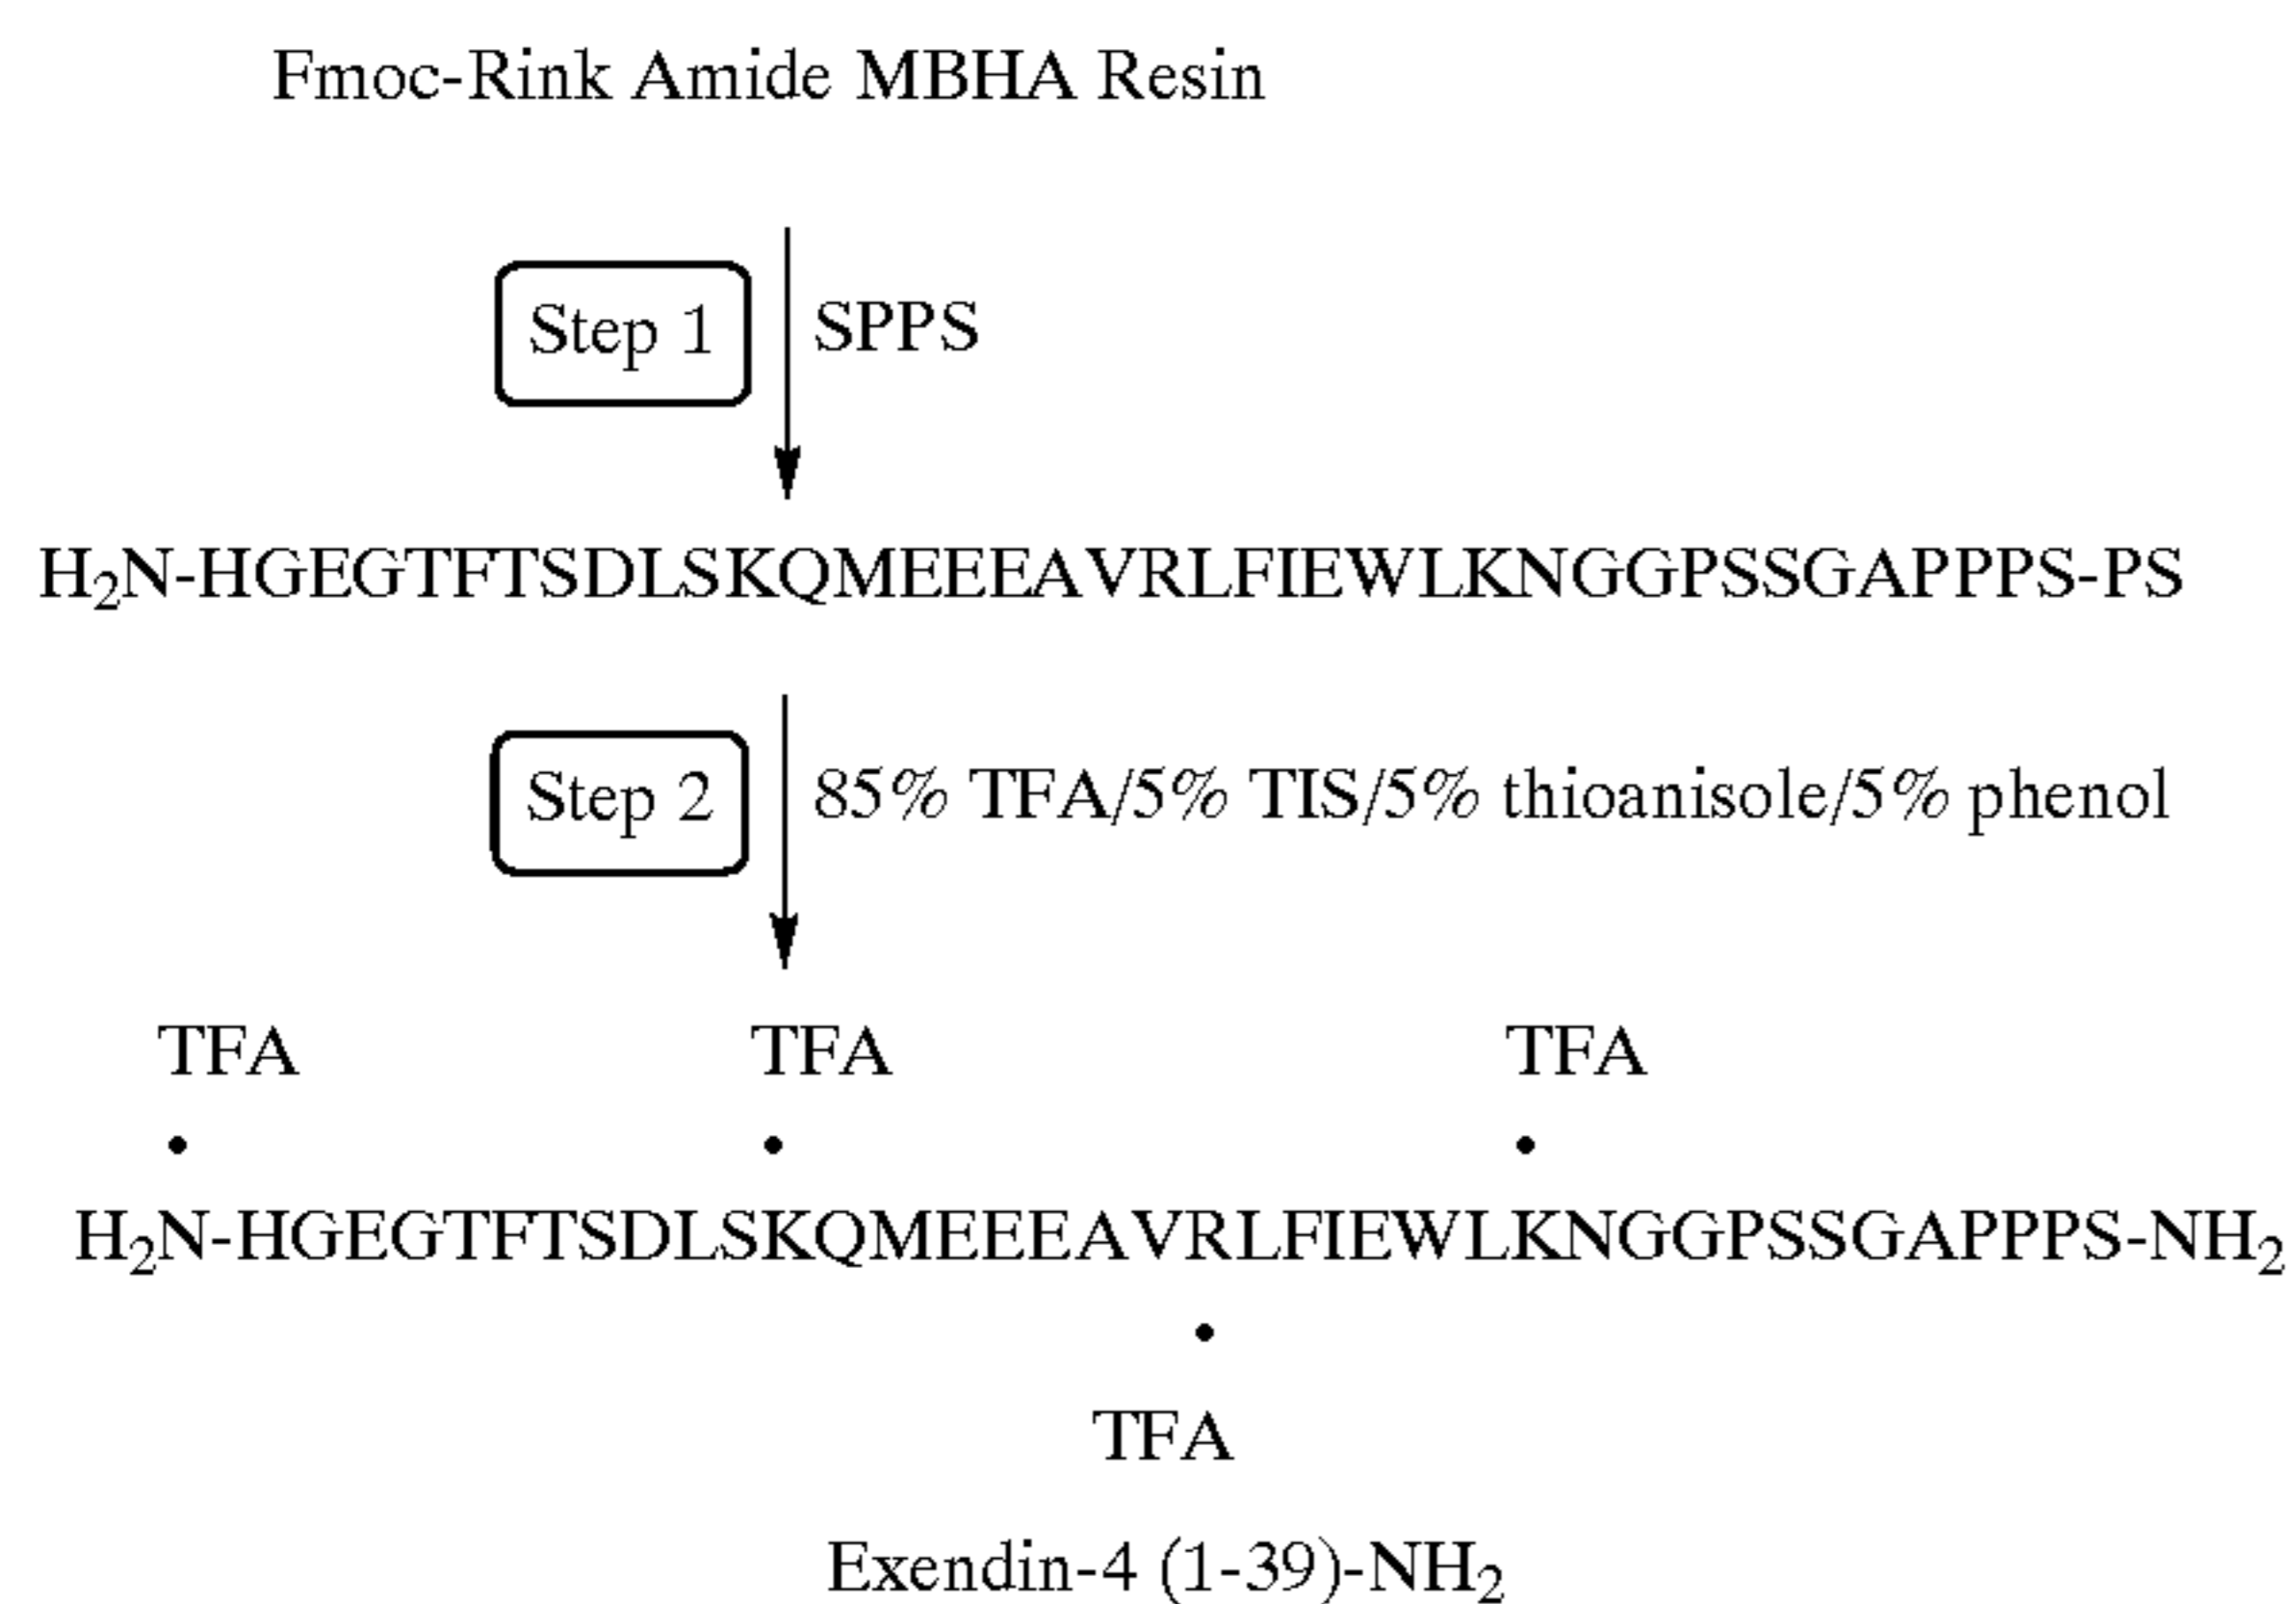 Fmoc-Rink Amide MBHA Resin
Step 1 SPPS
H₂N-HGEGTFTSDLSKQMEEEAVRLFIEWLKNGGPSSGAPPPS-PS
Step 2 85% TFA/5% TIS/5% thioanisole/5% phenol
TFA TFA TFA
• • •
H₂N-HGEGTFTSDLSKQMEEEAVRLFIEWLKNGGPSSGAPPPS-NH₂
•
TFA
Exendin-4 (1-39)-NH₂